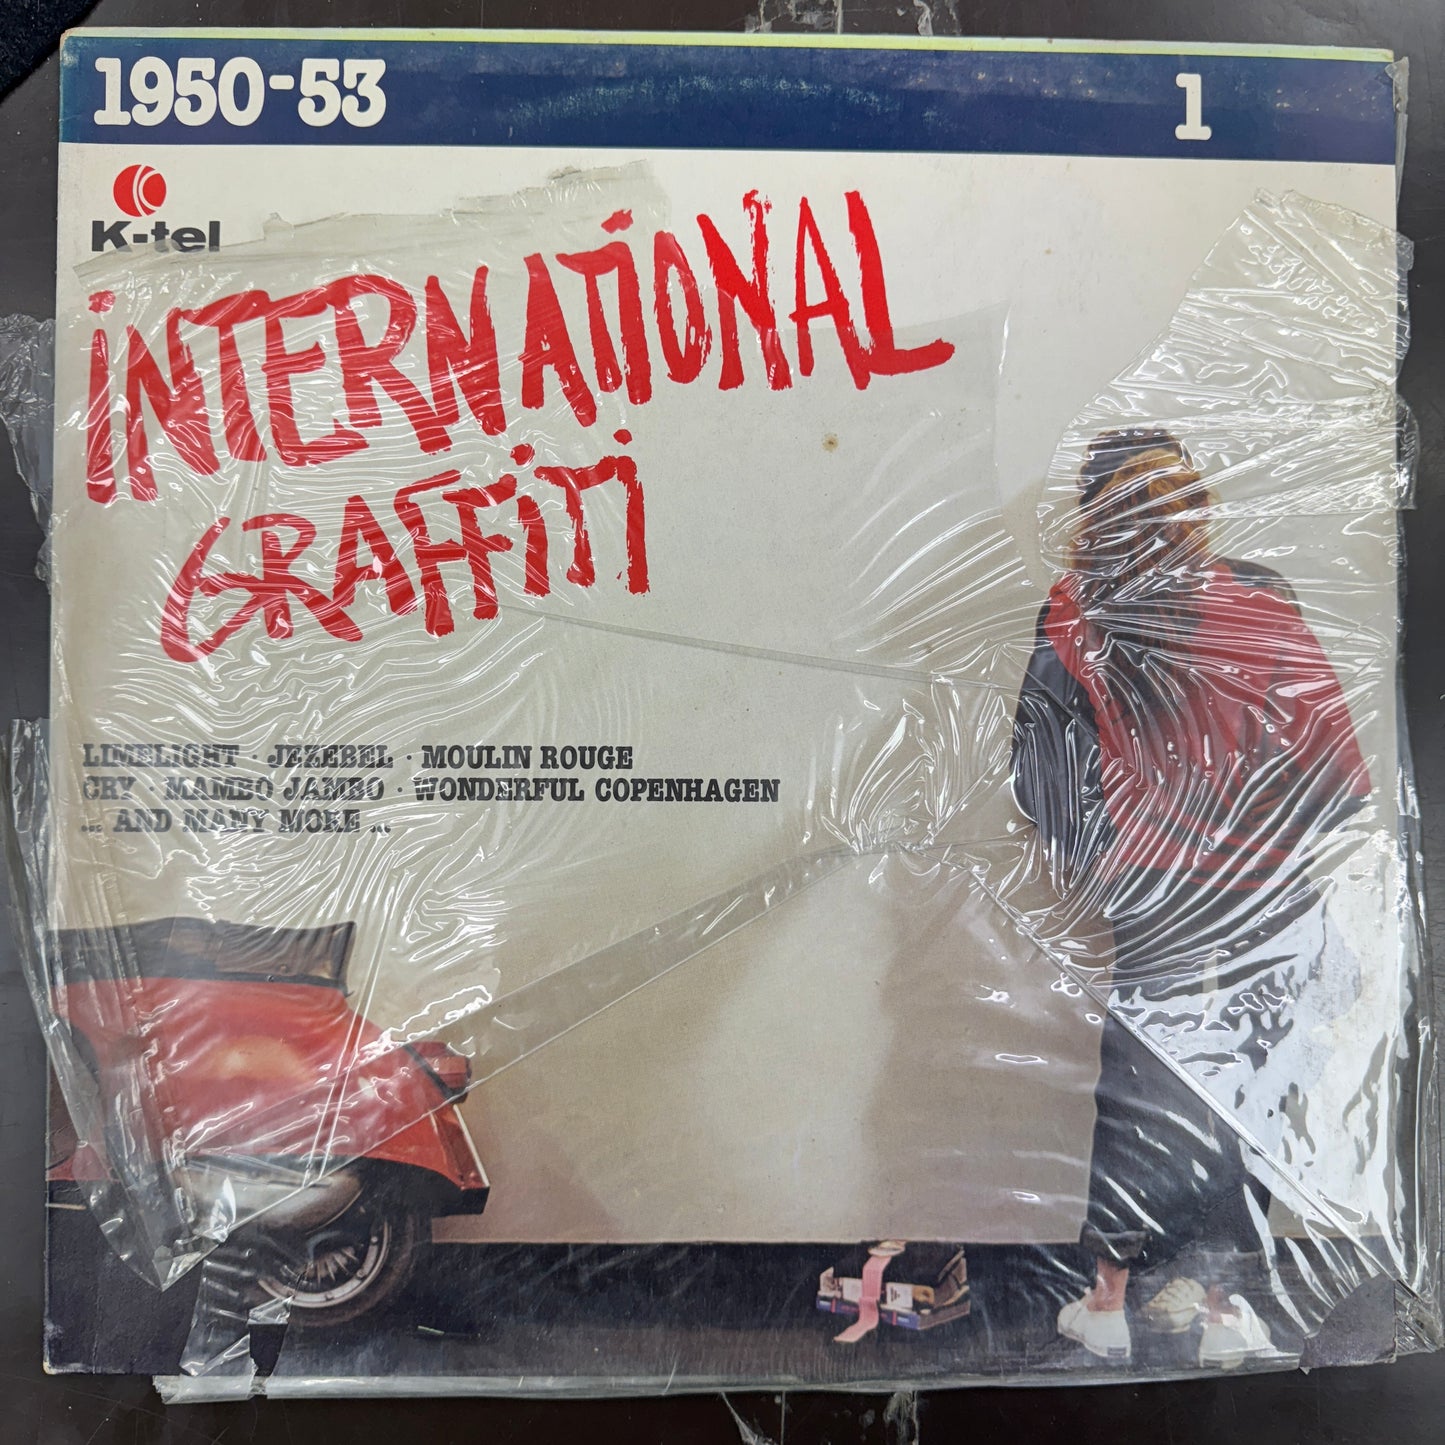 1950-53 1
K-tel
INTERNATIONAL
GRAFFITI
LIMELIGHT · JEZEBEL · MOULIN ROUGE
CRY · MAMBO JAMBO · WONDERFUL COPENHAGEN
... AND MANY MORE ...